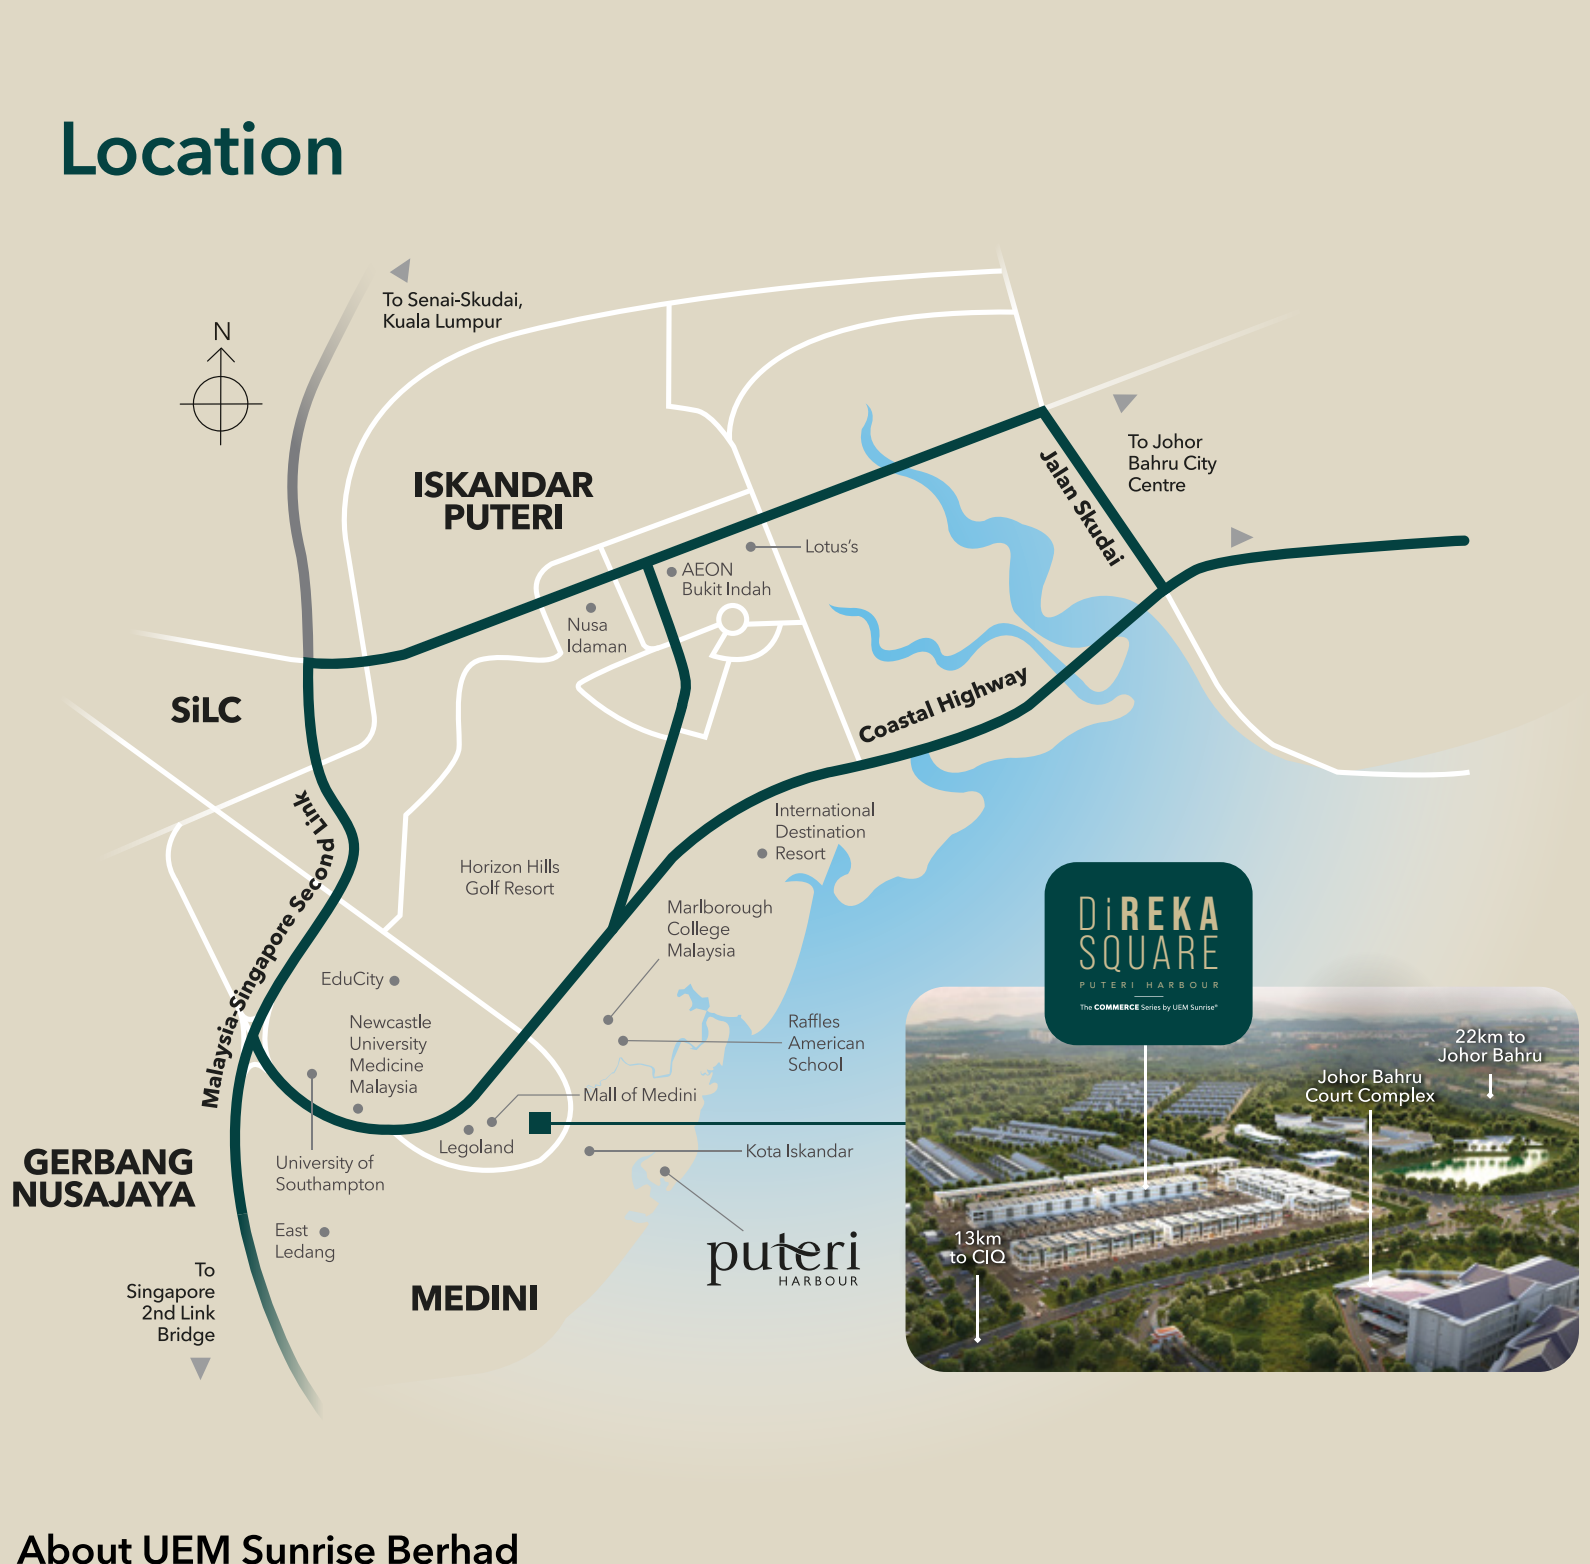 Location
To Senai-Skudai,
Kuala Lumpur
N
To Johor
Bahru City
Centre
ISKANDAR
PUTERI
Jalan Skudai
Lotus's
AEON
Bukit Indah
Nusa
Idaman
SiLC
Coastal Highway
Malaysia-Singapore Second Link
International
Destination
Resort
Horizon Hills
Golf Resort
Marlborough
College
Malaysia
EduCity
Newcastle
University
Medicine
Malaysia
Raffles
American
School
Mall of Medini
Legoland
Kota Iskandar
University of
Southampton
GERBANG
NUSAJAYA
East
Ledang
To
Singapore
2nd Link
Bridge
MEDINI
puteri
HARBOUR
DiREKA
SQUARE
PUTERI HARBOUR
The COMMERCE Series by UEM Sunrise®
22km to
Johor Bahru
Johor Bahru
Court Complex
13km
to CIQ
About UEM Sunrise Berhad